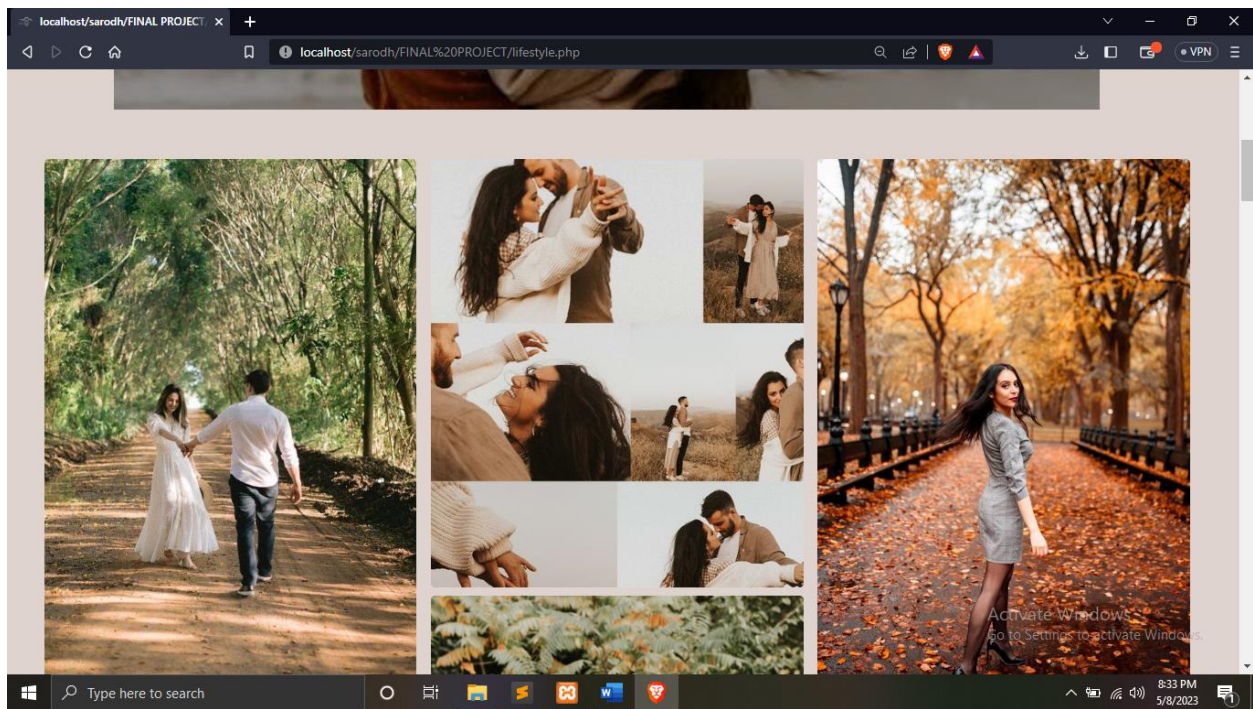 localhost/sarodh/FINAL PROJECT/
localhost/sarodh/FINAL%20PROJECT/lifestyle.php
VPN
Activate Windows
Go to Settings to activate Windows.
Type here to search
W
8:33 PM
5/8/2023
1